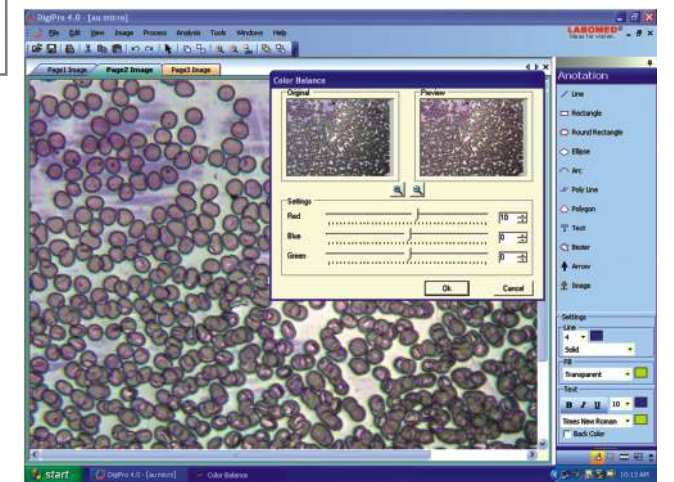 DigiPro 4.0 - [au micro]
File Edit View Image Process Analysis Tools Windows Help
LABOMED
Page1 Image Page2 Image Page3 Image
Color Balance
Original Preview
Settings
Red 10
Blue 0
Green 0
Ok Cancel
Anotation
Line
Rectangle
Round Rectangle
Ellipse
Arc
Poly Line
Polygon
Text
Bezier
Arrow
Image
Settings
Line
4
Solid
Fill
Transparent
Text
B I U 10
Times New Roman
Back Color
start DigiPro 4.0 - [au micro] Color Balance 10:15 AM